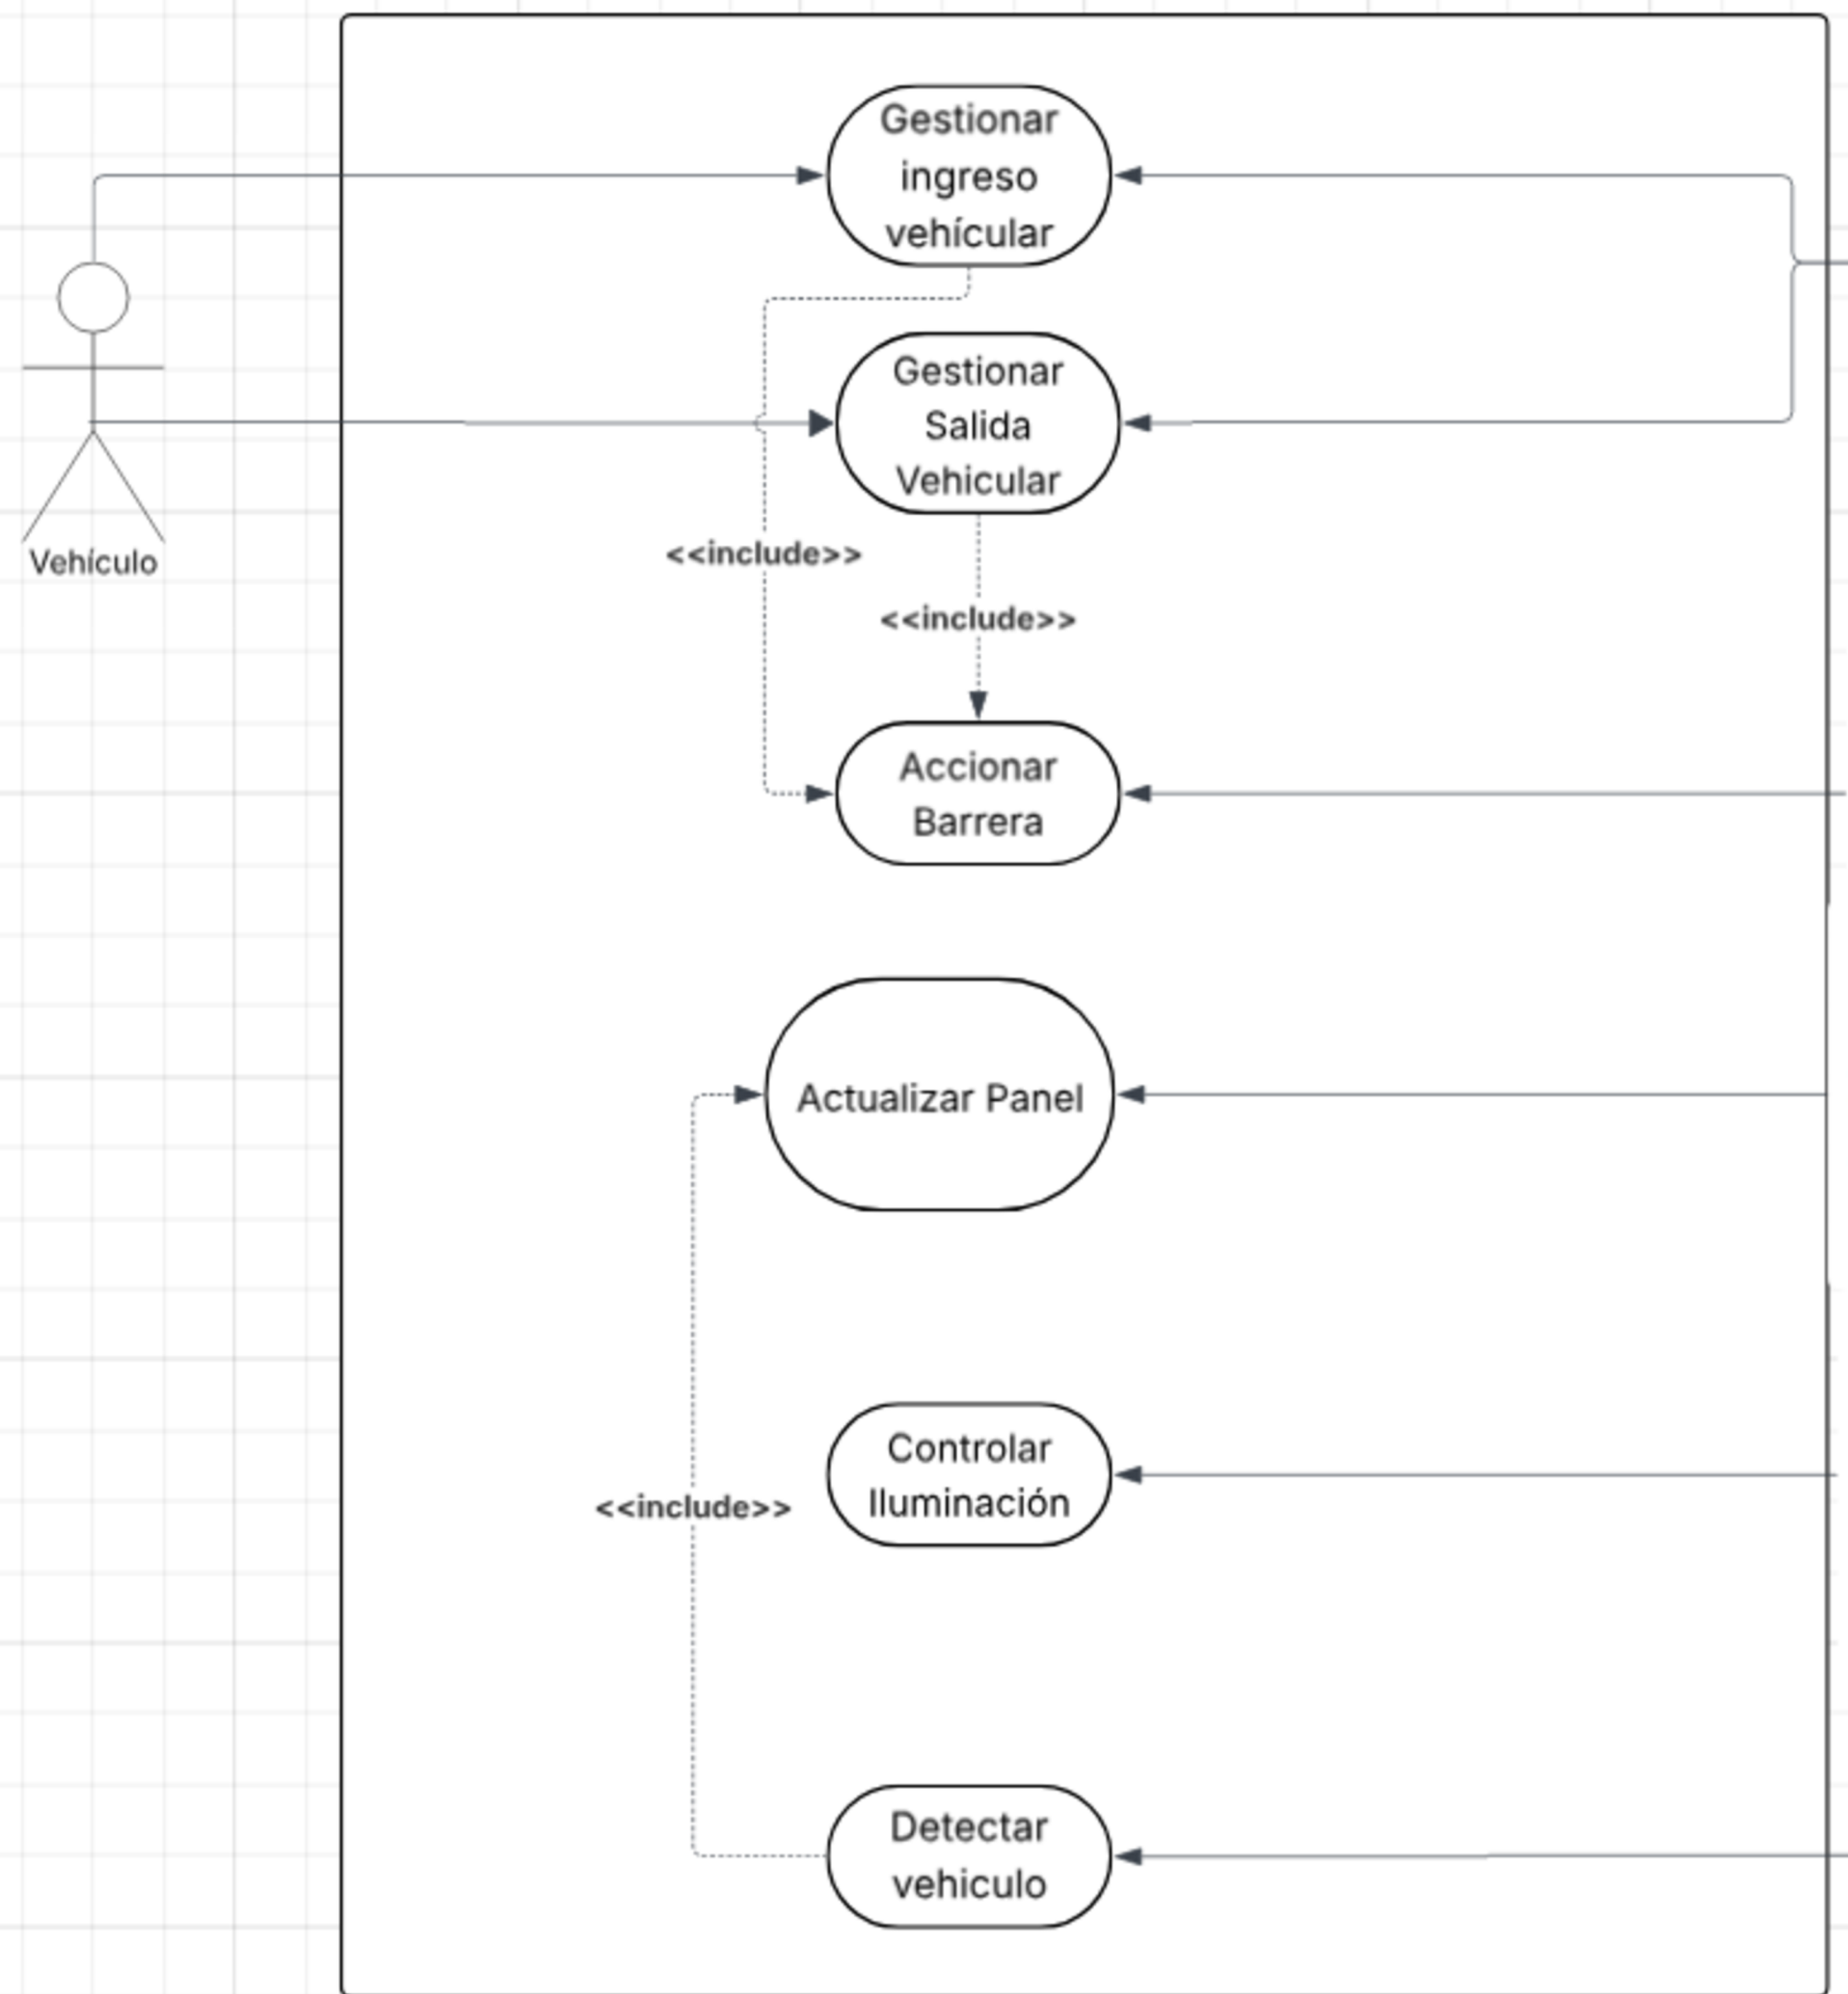 Gestionar
ingreso
vehícular
Gestionar
Salida
Vehicular
Vehículo
<<include>>
<<include>>
Accionar
Barrera
Actualizar Panel
Controlar
Iluminación
<<include>>
Detectar
vehiculo